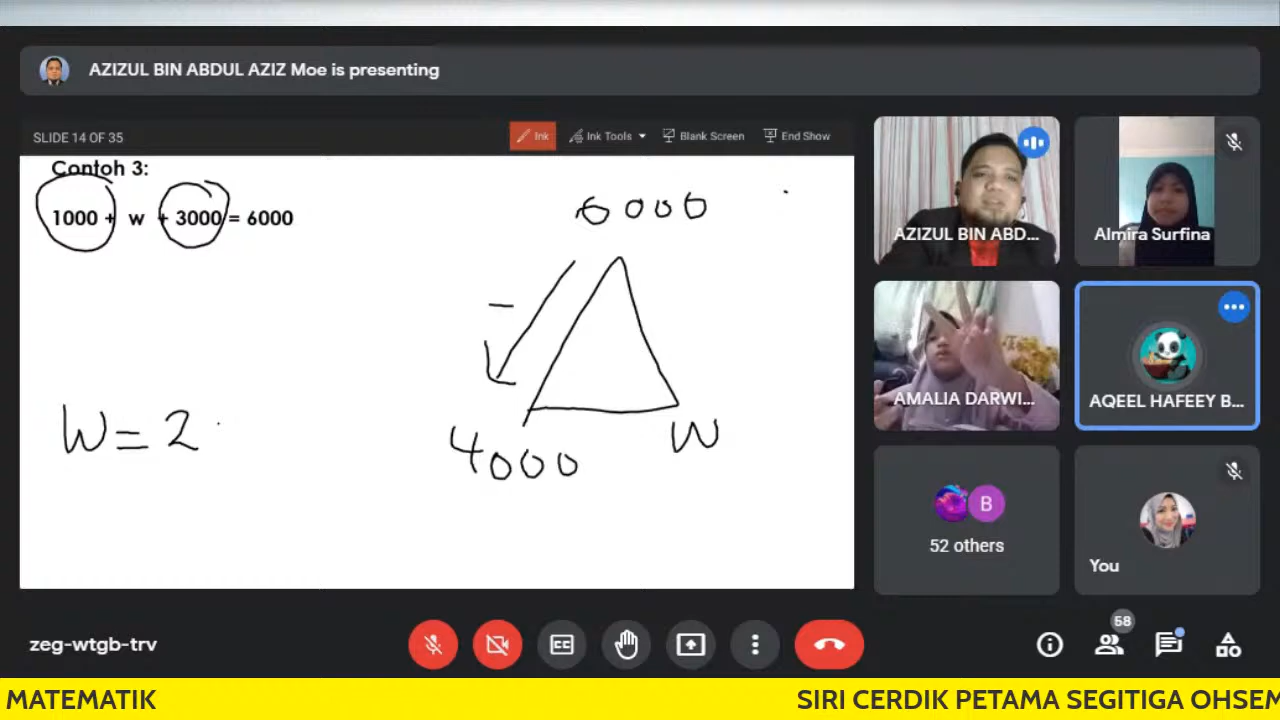 AZIZUL BIN ABDUL AZIZ Moe is presenting
SLIDE 14 OF 35
Ink
Ink Tools
Blank Screen
End Show
Contoh 3:
1000 + w + 3000 = 6000
6000
–
4000
W
W = 2
AZIZUL BIN ABD...
Almira Surfina
AMALIA DARWI...
AQEEL HAFEEY B...
B
52 others
You
zeg-wtgb-trv
CC
58
MATEMATIK
SIRI CERDIK PETAMA SEGITIGA OHSEM